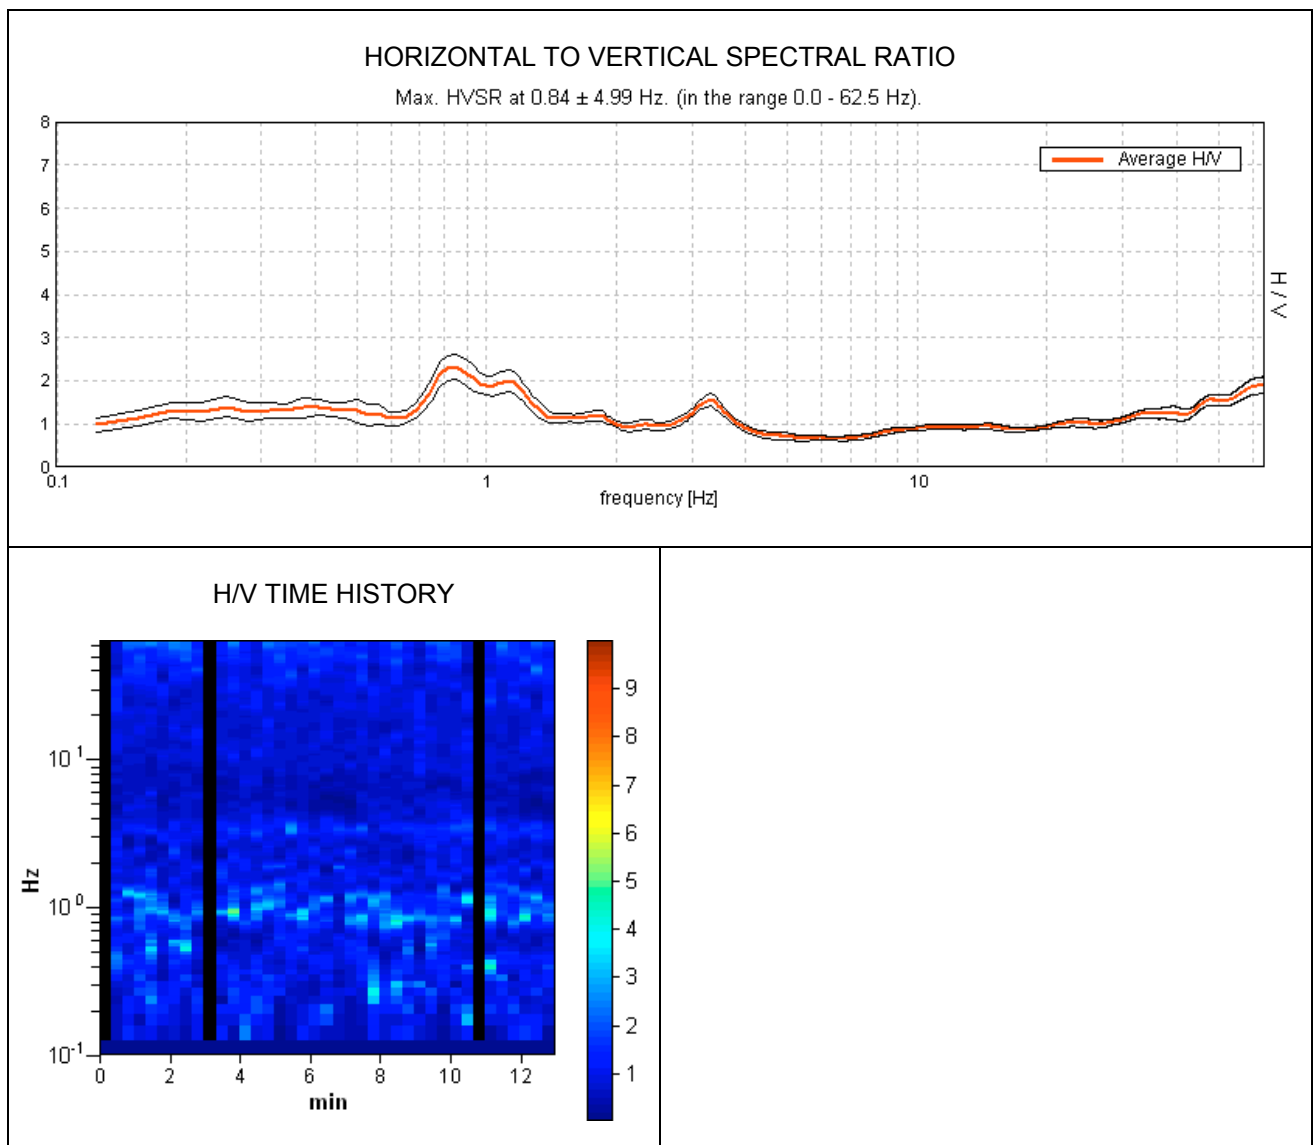 HORIZONTAL TO VERTICAL SPECTRAL RATIO
Max. HVSR at 0.84 ± 4.99 Hz. (in the range 0.0 - 62.5 Hz).
8
7
6
5
4
3
2
1
0
Average H/V
H / V
0.1 1 10
frequency [Hz]
H/V TIME HISTORY
Hz
10 1
10 0
10 -1
0 2 4 6 8 10 12
min
9
8
7
6
5
4
3
2
1